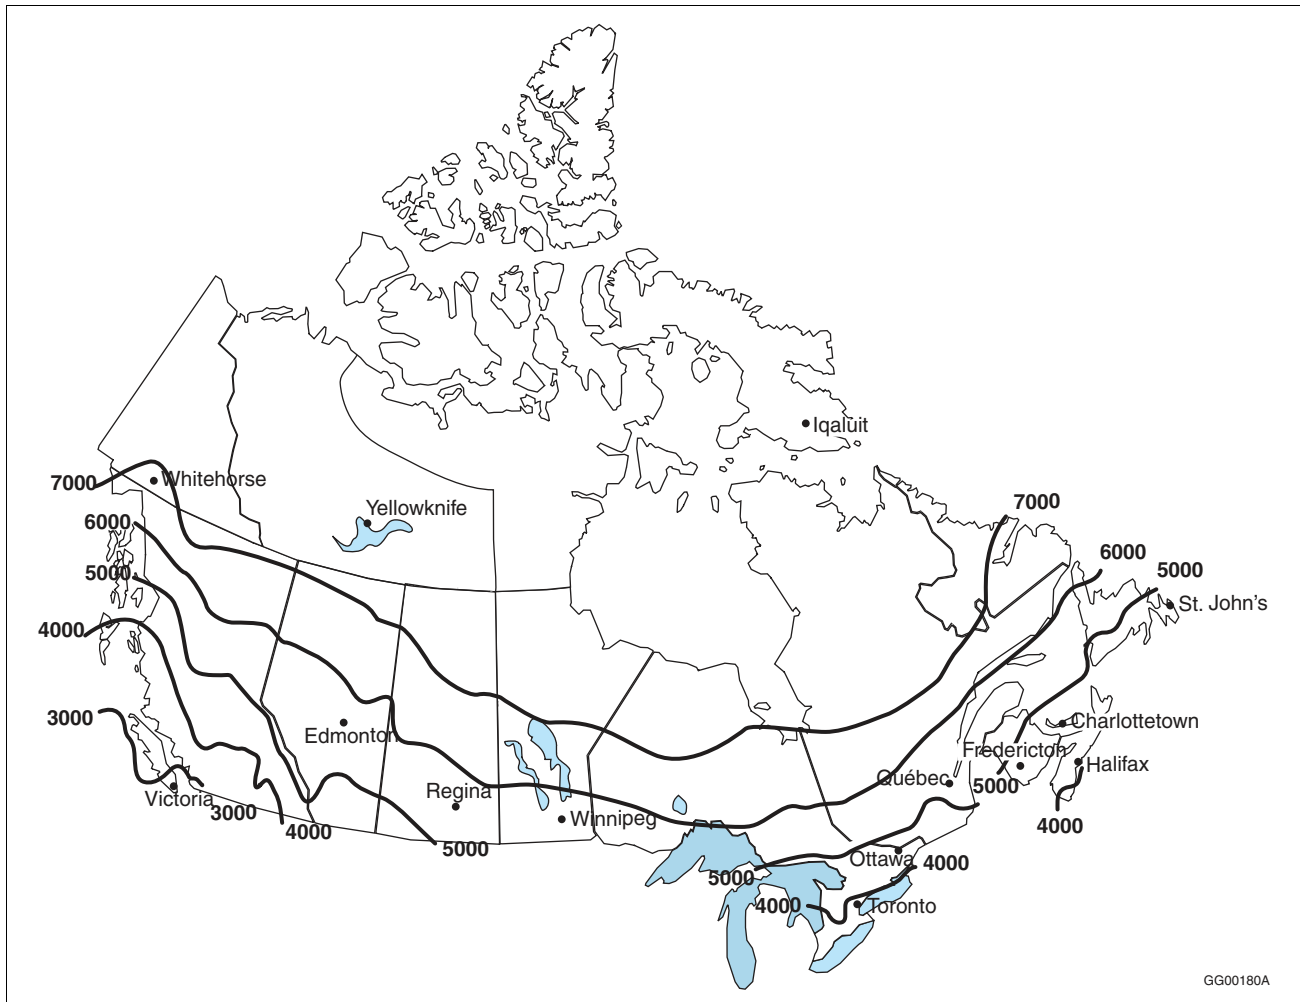 Iqaluit
Whitehorse
7000
7000
Yellowknife
6000
6000
5000
5000
St. John's
4000
3000
Charlottetown
Edmonton
Fredericton
Halifax
Québec
5000
Regina
Victoria
3000
Winnipeg
4000
4000
5000
Ottawa
4000
5000
4000
Toronto
GG00180A